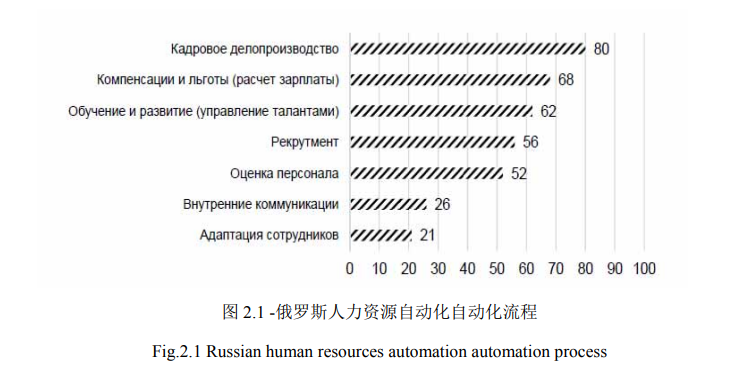 Кадровое делопроизводство 80
Компенсации и льготы (расчет зарплаты) 68
Обучение и развитие (управление талантами) 62
Рекрутмент 56
Оценка персонала 52
Внутренние коммуникации 26
Адаптация сотрудников 21
0 10 20 30 40 50 60 70 80 90 100
图 2.1 -俄罗斯人力资源自动化自动化流程
Fig.2.1 Russian human resources automation automation process